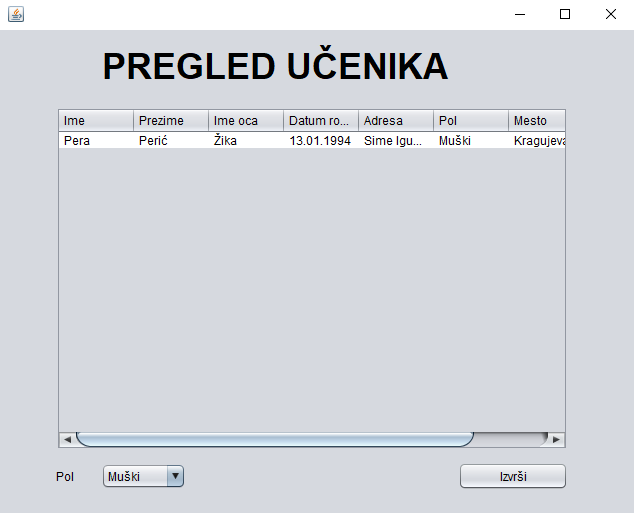 PREGLED UČENIKA
Ime Prezime Ime oca Datum ro... Adresa Pol Mesto
Pera Perić Žika 13.01.1994 Sime Igu... Muški Kragujeva
Pol Muški Izvrši